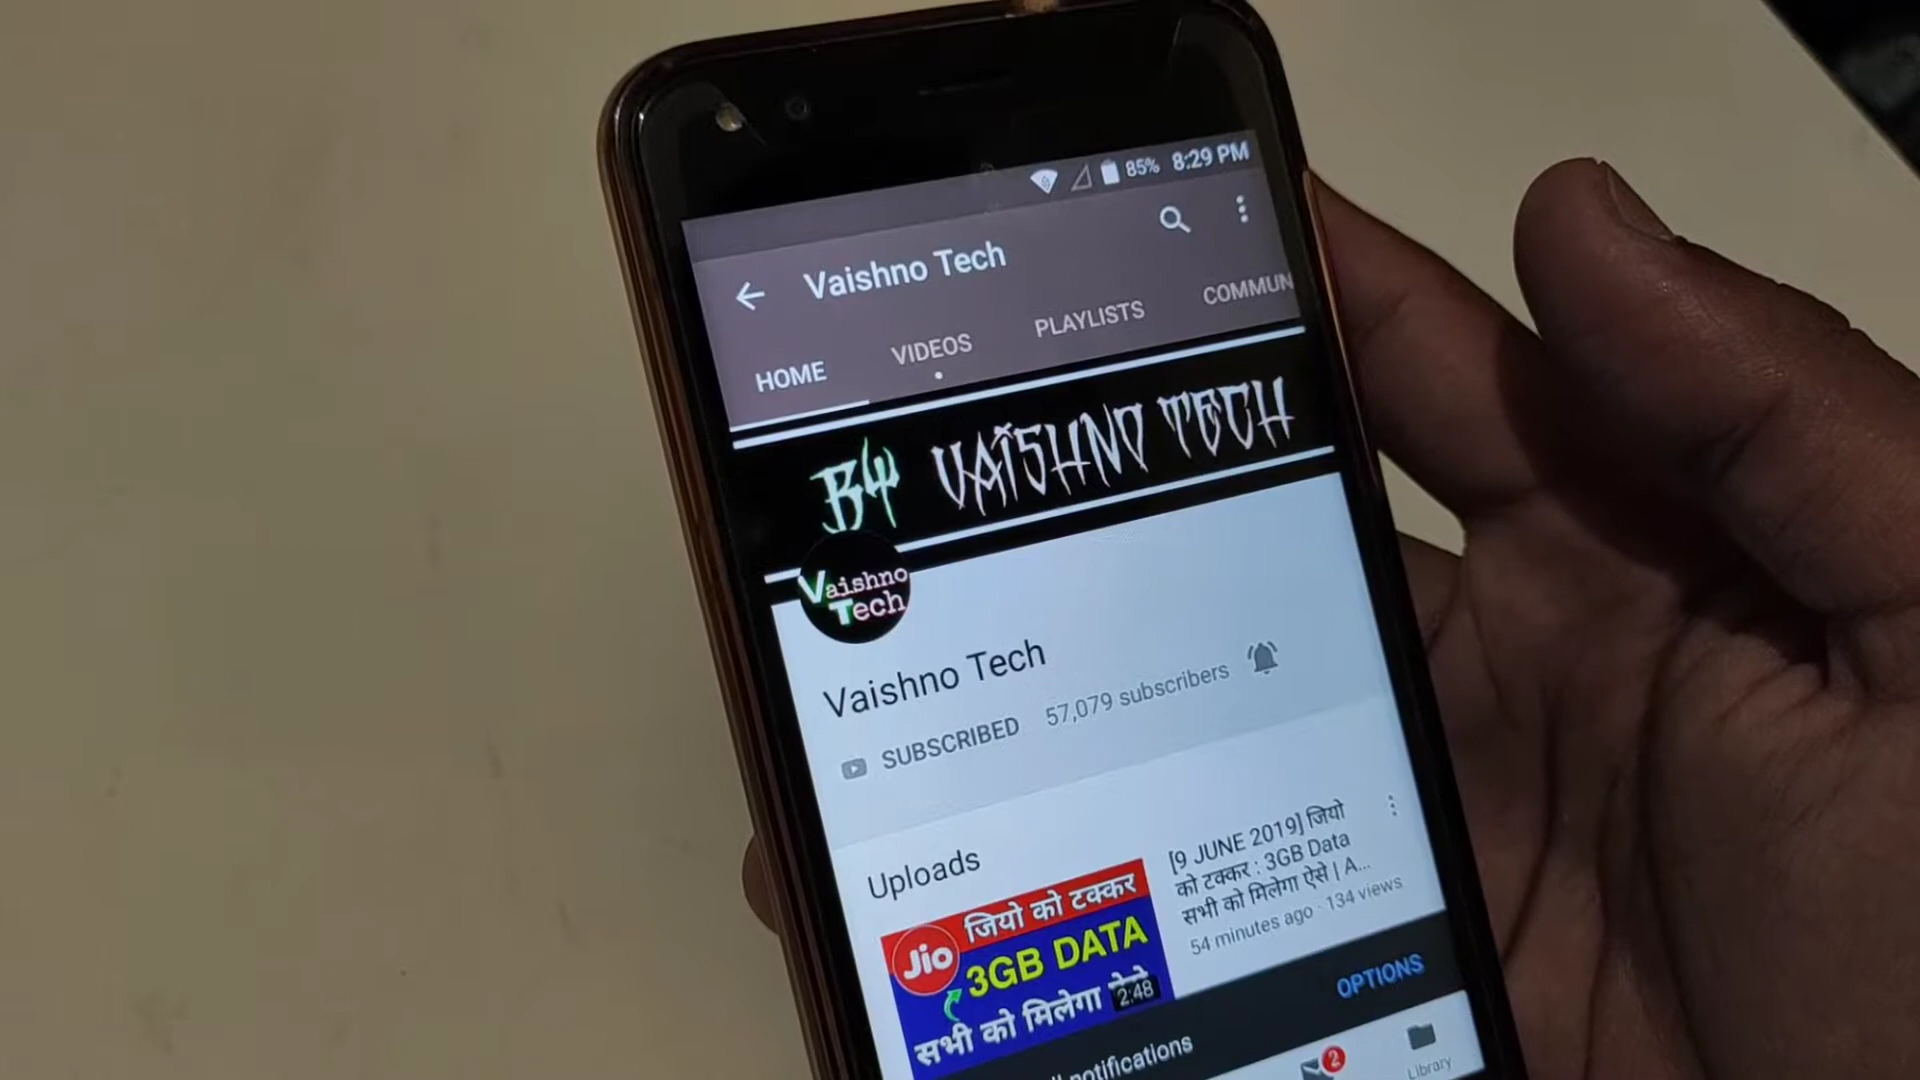 85% 8:29 PM
Vaishno Tech
HOME VIDEOS PLAYLISTS COMMUN
BY VAISHNO TECH
Vaishno
Tech
Vaishno Tech
SUBSCRIBED 57,079 subscribers
Uploads
[9 JUNE 2019] जियो
को टक्कर : 3GB Data
सभी को मिलेगा ऐसे | A...
54 minutes ago · 134 views
Jio जियो को टक्कर
3GB DATA
सभी को मिलेगा ऐसे
2:48
OPTIONS
notifications
2
Library